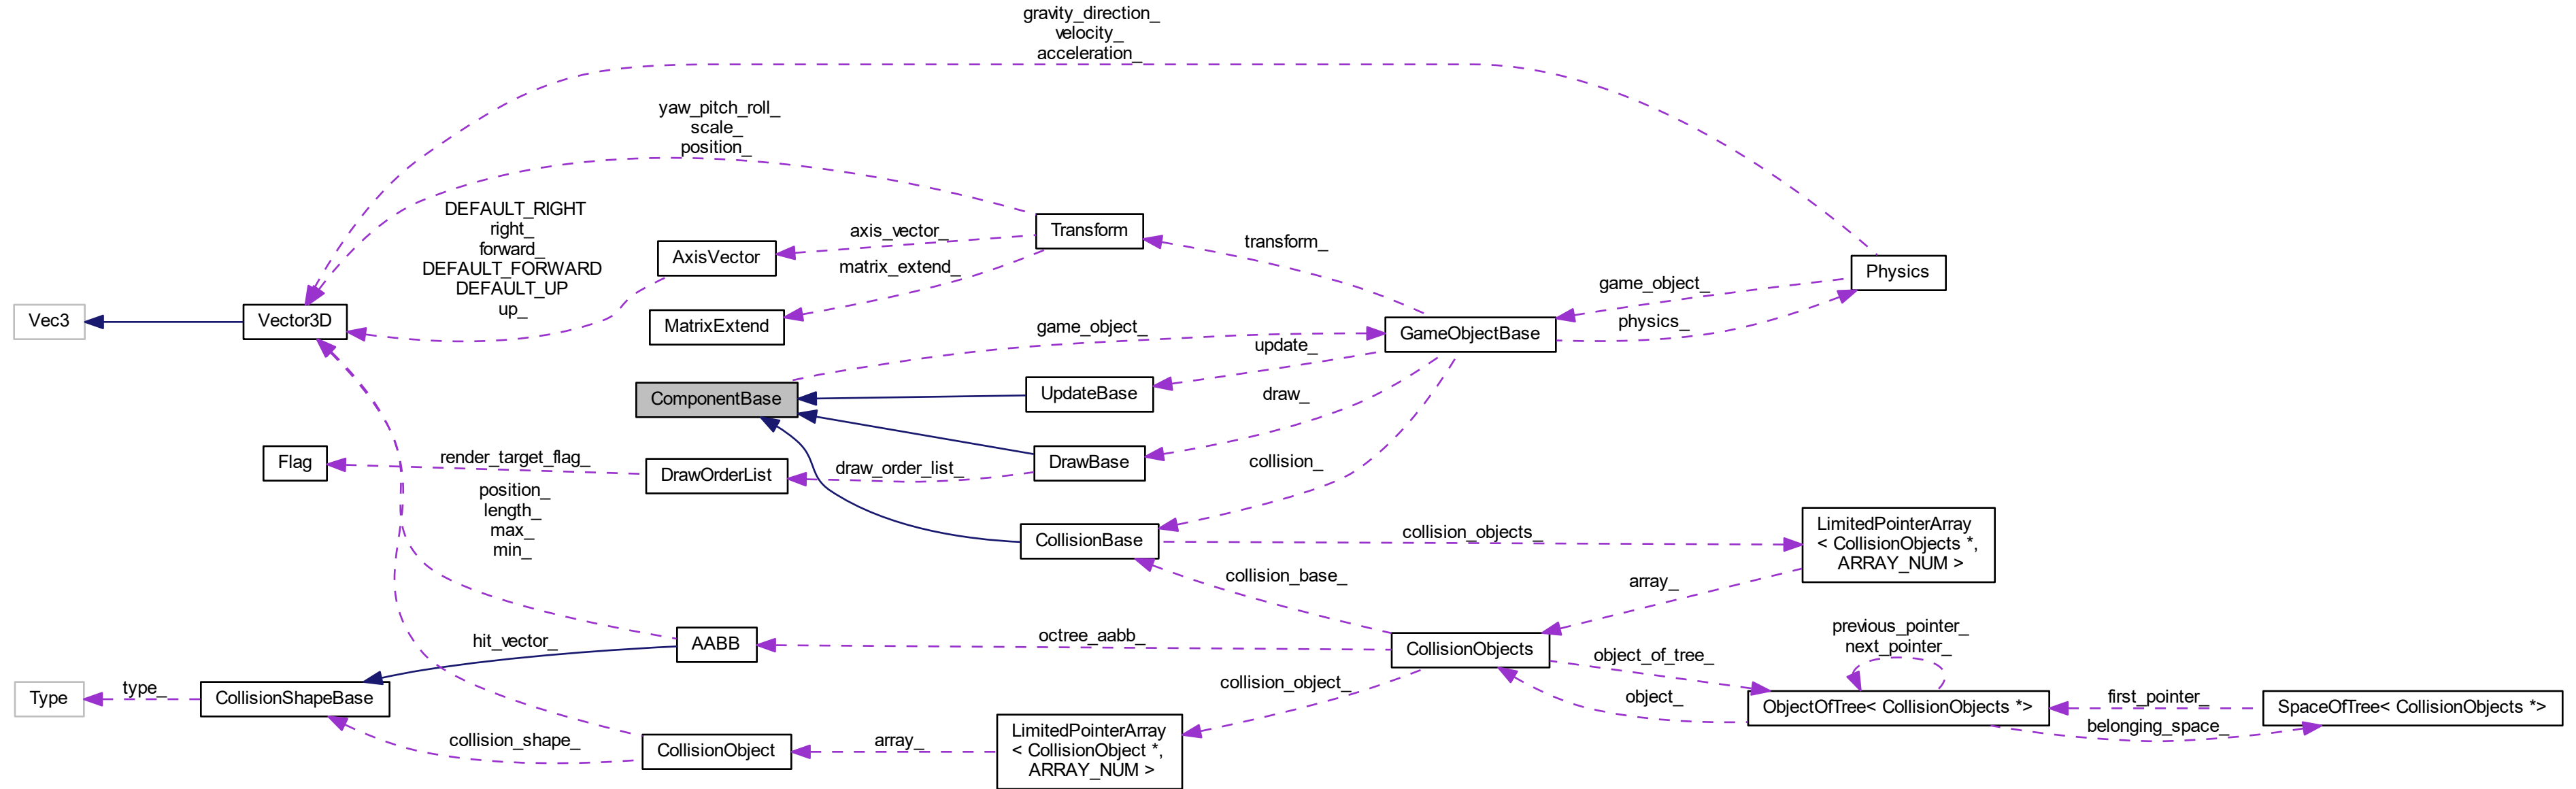 gravity_direction_
velocity_
acceleration_
yaw_pitch_roll_
scale_
position_
DEFAULT_RIGHT
right_
forward_
DEFAULT_FORWARD
DEFAULT_UP
up_
axis_vector_
Transform
transform_
AxisVector
matrix_extend_
Physics
game_object_
Vec3
Vector3D
MatrixExtend
game_object_
GameObjectBase
physics_
update_
ComponentBase
UpdateBase
draw_
Flag
render_target_flag_
DrawOrderList
draw_order_list_
DrawBase
collision_
position_
length_
max_
min_
CollisionBase
collision_objects_
LimitedPointerArray
< CollisionObjects *,
ARRAY_NUM >
collision_base_
array_
hit_vector_
AABB
octree_aabb_
CollisionObjects
object_of_tree_
previous_pointer_
next_pointer_
Type
type_
CollisionShapeBase
collision_object_
object_
ObjectOfTree< CollisionObjects *>
first_pointer_
belonging_space_
SpaceOfTree< CollisionObjects *>
collision_shape_
CollisionObject
array_
LimitedPointerArray
< CollisionObject *,
ARRAY_NUM >